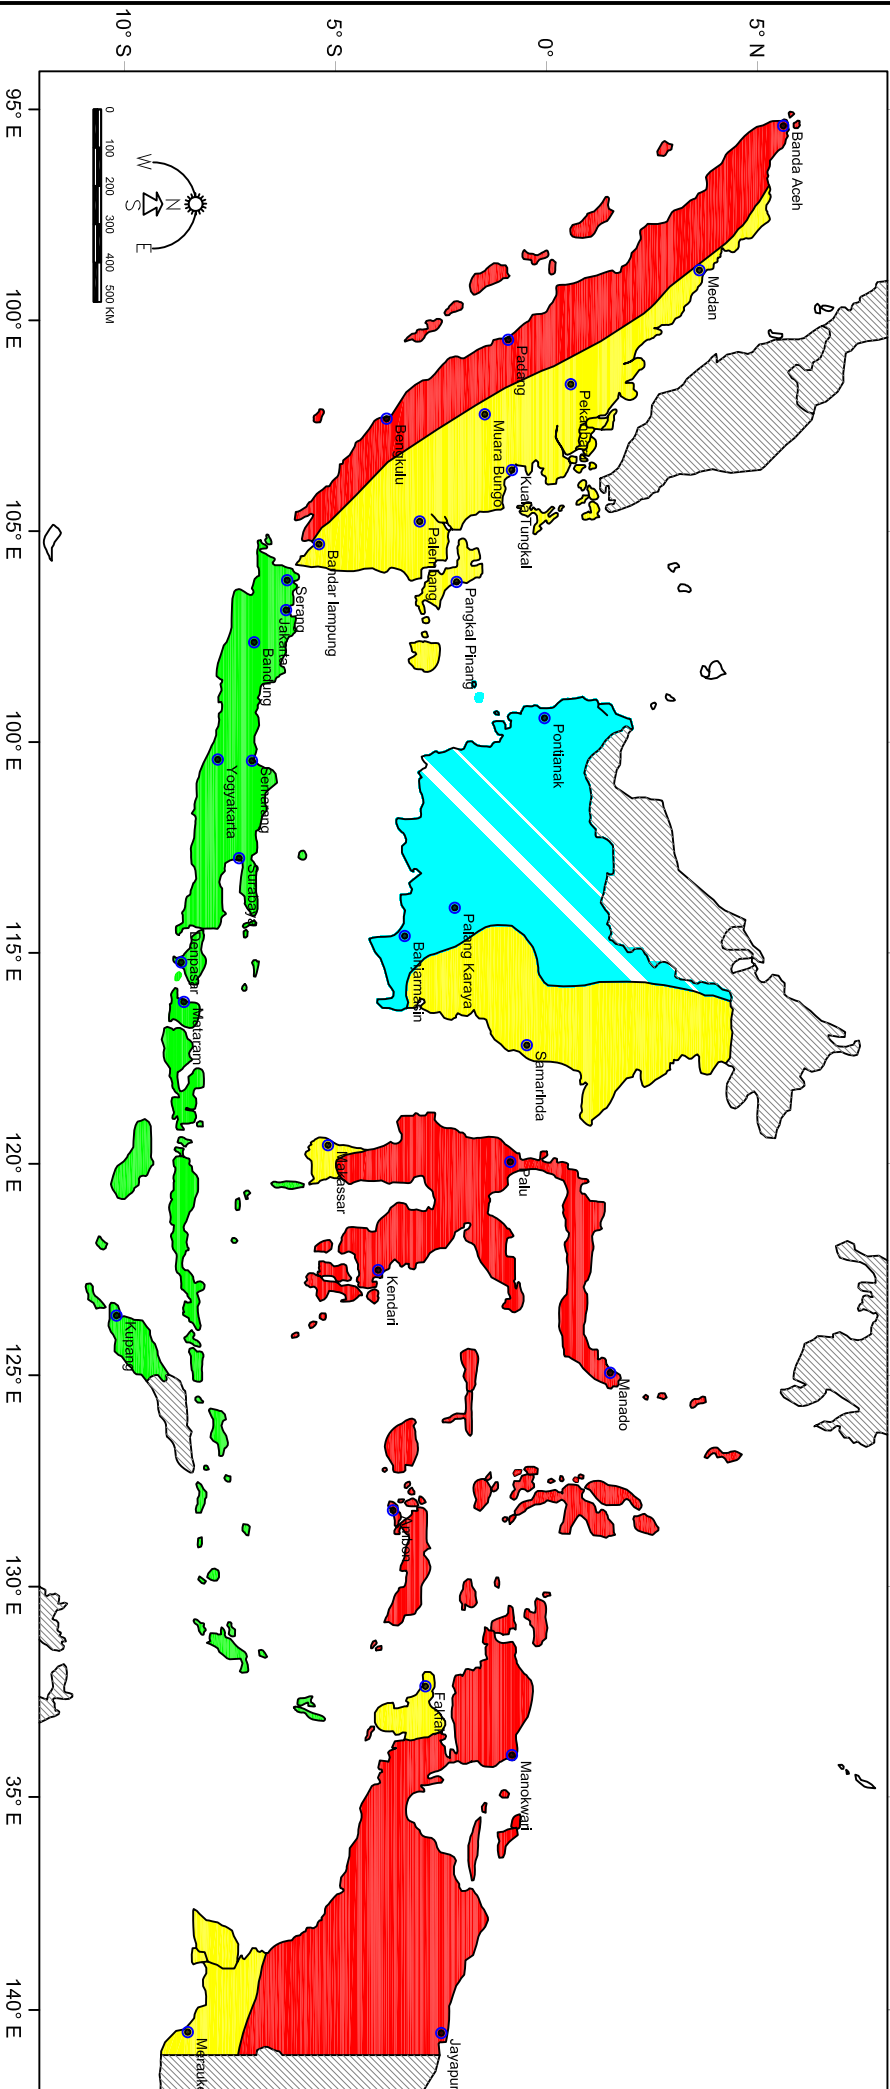 5° N
0°
5° S
10° S
95° E
100° E
105° E
100° E
115° E
120° E
125° E
130° E
35° E
140° E
0 100 200 300 400 500 KM
W
N
S
E
Banda Aceh
Medan
Padang
Pekanbaru
Muara Bungo
Bengkulu
Kuala Tungkal
Palembang
Bandar lampung
Pangkal Pinang
Serang
Jakarta
Bandung
Semarang
Yogyakarta
Surabaya
Denpasar
Mataram
Pontianak
Palang Karaya
Banjarmasin
Samarinda
Makassar
Palu
Kendari
Manado
Kupang
Ambon
Fakfak
Manokwari
Jayapur
Merauke